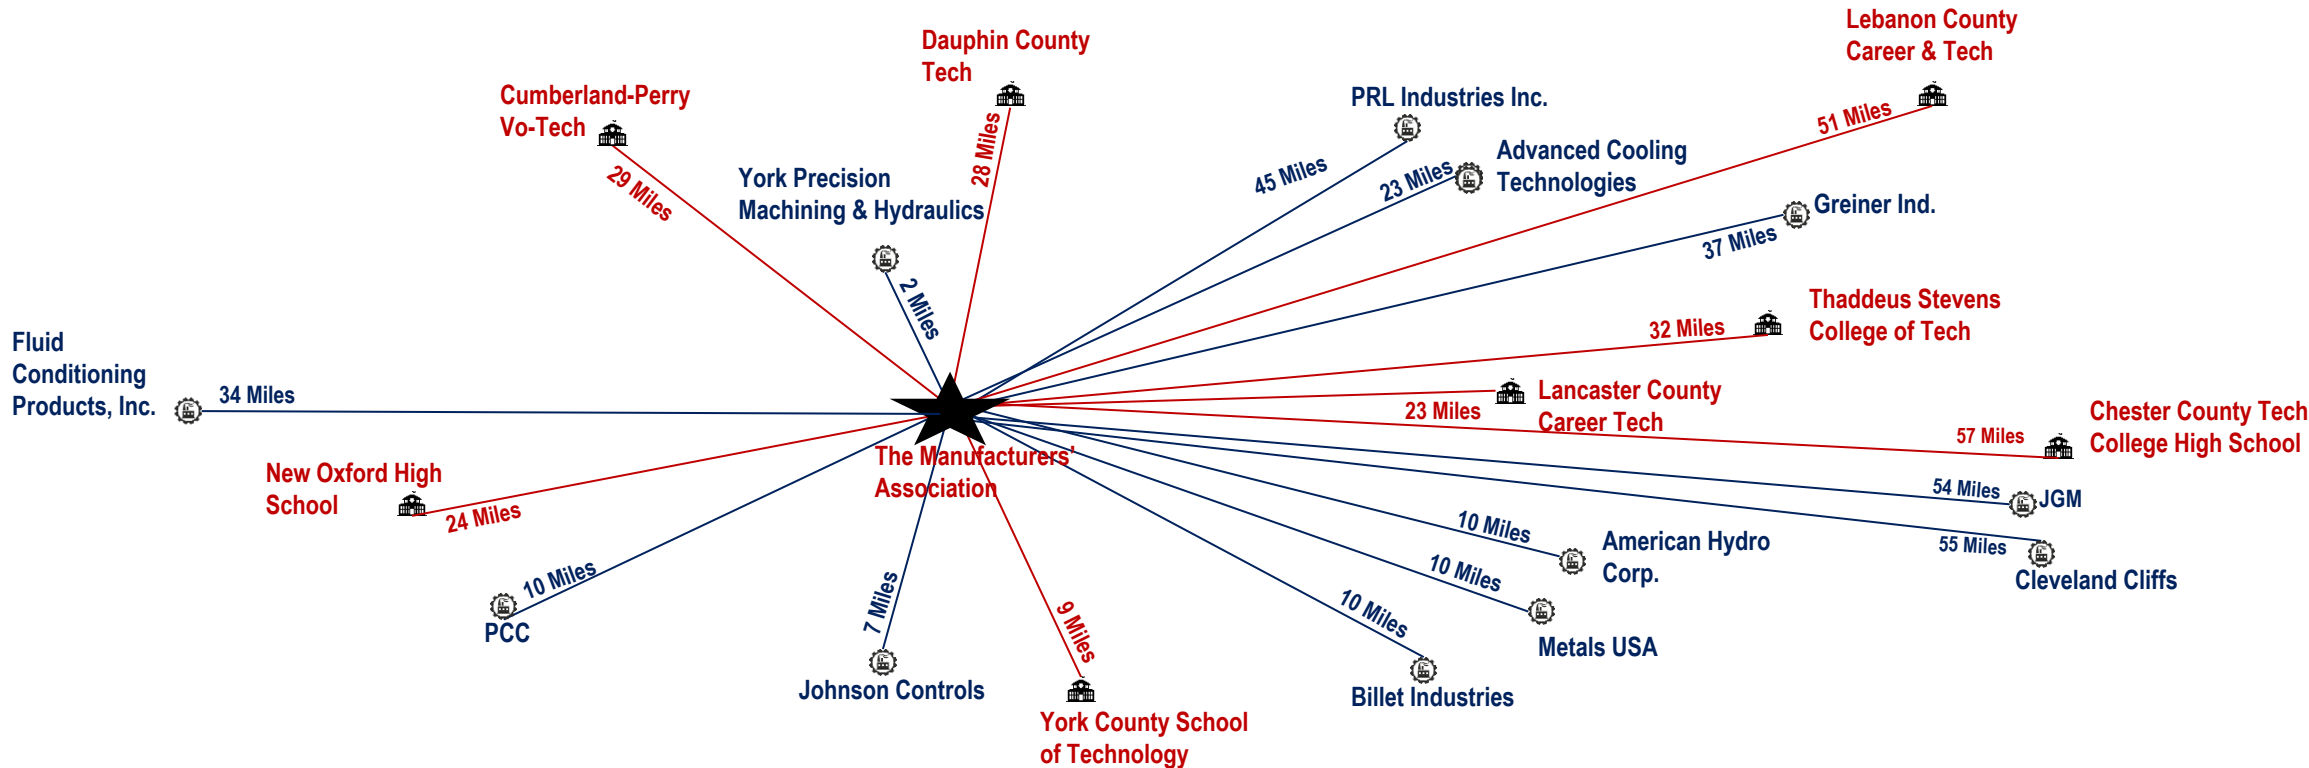 Lebanon County
Career & Tech
51 Miles
Dauphin County
Tech
28 Miles
Cumberland-Perry
Vo-Tech
29 Miles
PRL Industries Inc.
45 Miles
Advanced Cooling
Technologies
23 Miles
York Precision
Machining & Hydraulics
2 Miles
Greiner Ind.
37 Miles
Thaddeus Stevens
College of Tech
32 Miles
Fluid
Conditioning
Products, Inc.
34 Miles
Lancaster County
Career Tech
23 Miles
Chester County Tech
College High School
57 Miles
The Manufacturers'
Association
New Oxford High
School
24 Miles
54 Miles
JGM
55 Miles
Cleveland Cliffs
10 Miles
American Hydro
Corp.
10 Miles
Metals USA
10 Miles
Billet Industries
10 Miles
PCC
7 Miles
Johnson Controls
9 Miles
York County School
of Technology